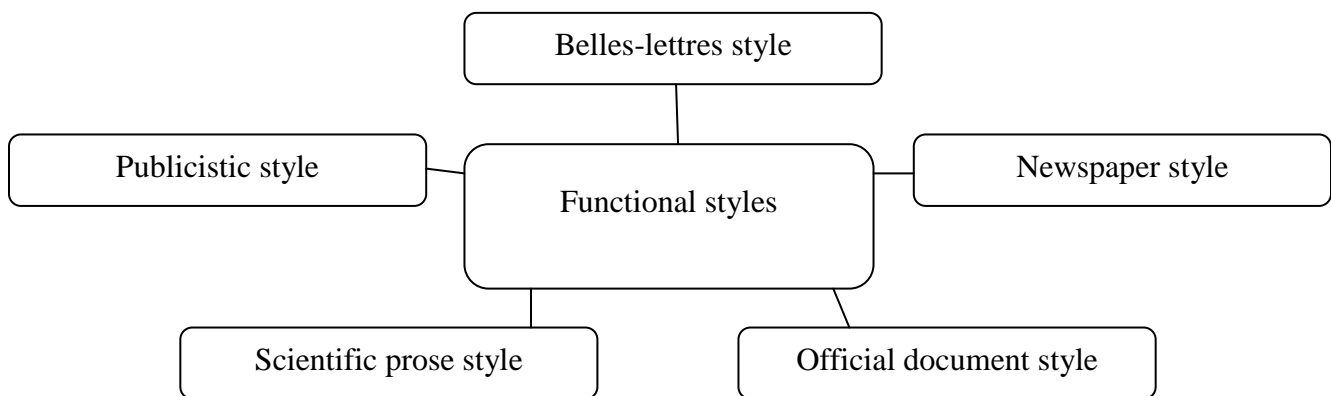 Belles-lettres style
Publicistic style
Newspaper style
Functional styles
Scientific prose style
Official document style